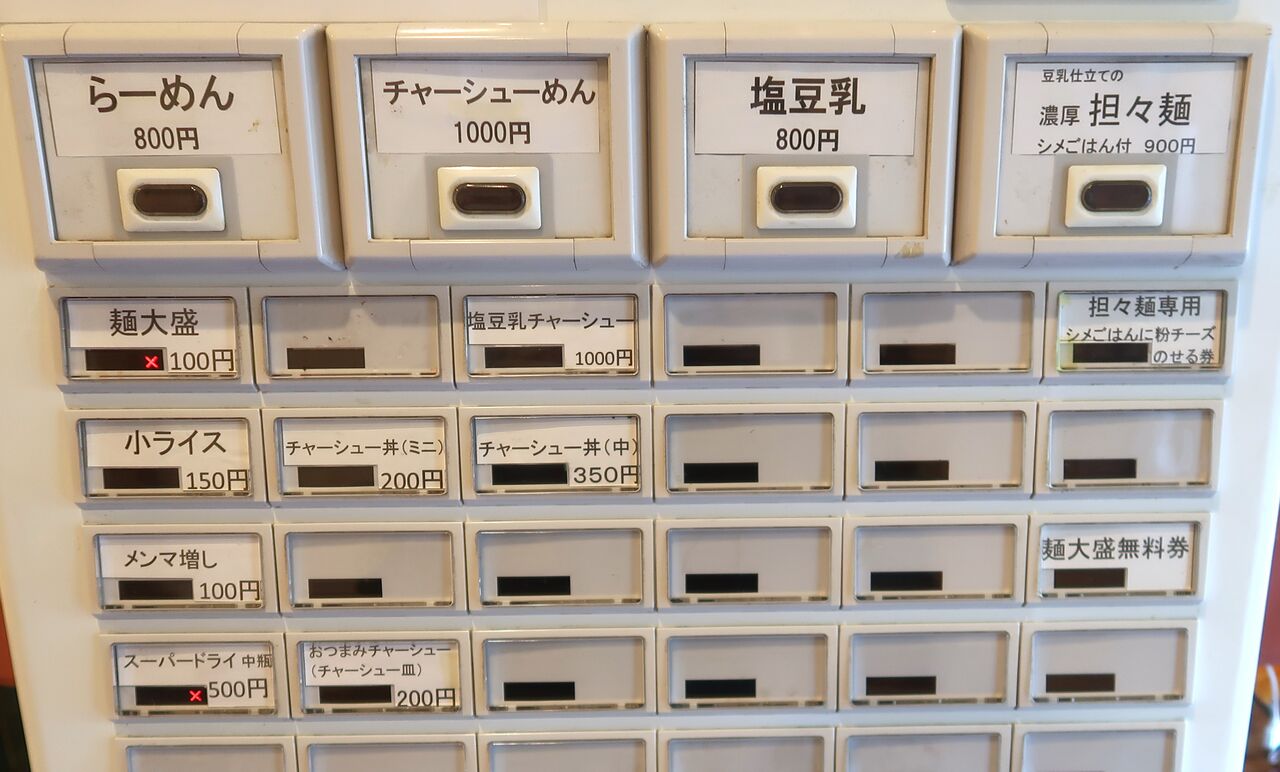 らーめん
800円
チャーシューめん
1000円
塩豆乳
800円
豆乳仕立ての
濃厚 担々麺
シメごはん付 900円
麺大盛
× 100円
塩豆乳チャーシュー
1000円
担々麺専用
シメごはんに粉チーズ
のせる券
小ライス
150円
チャーシュー丼(ミニ)
200円
チャーシュー丼(中)
350円
メンマ増し
100円
麺大盛無料券
スーパードライ 中瓶
× 500円
おつまみチャーシュー
(チャーシュー皿)
200円